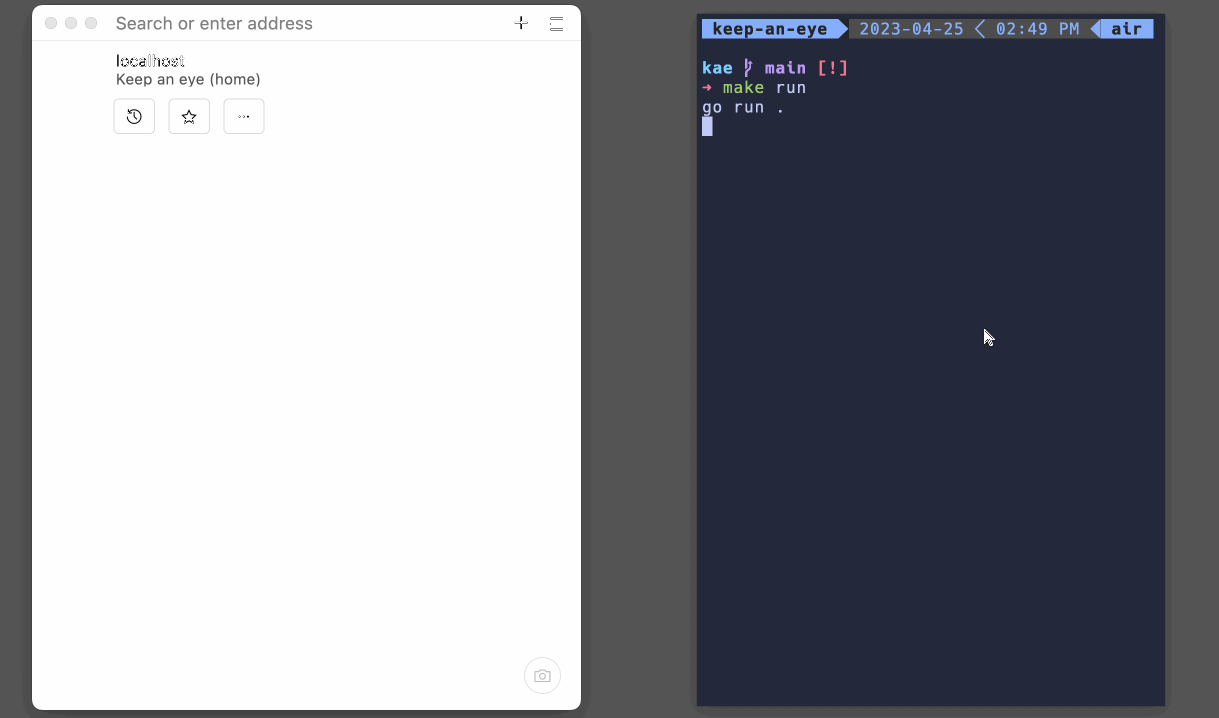 Search or enter address
localhost
Keep an eye (home)
keep-an-eye 2023-04-25 02:49 PM air
kae main [!]
➜ make run
go run .